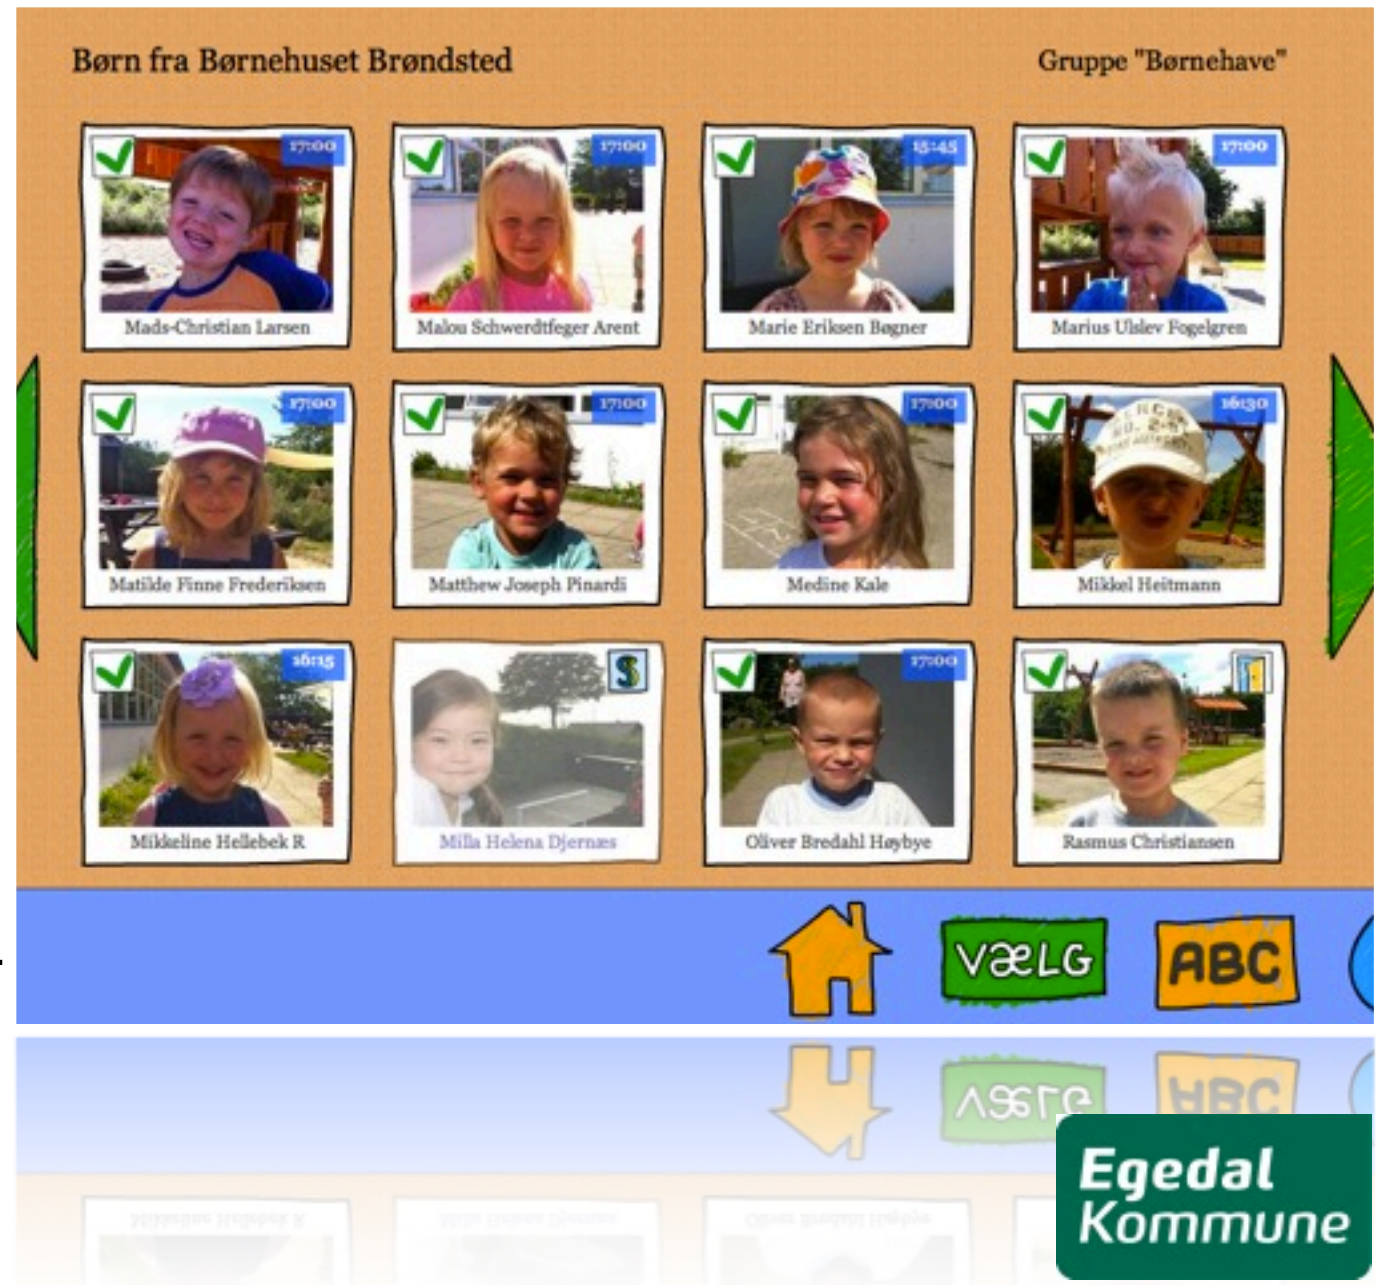 Børn fra Børnehuset Brøndsted
Gruppe "Børnehave"
17:00
17:00
15:45
17:00
Mads-Christian Larsen
Malou Schwerdtfeger Arent
Marie Eriksen Bøgner
Marius Ulslev Fogelgren
17:00
17:00
17:00
16:30
Matilde Finne Frederiksen
Matthew Joseph Pinardi
Medine Kale
Mikkel Heitmann
16:15
S
17:00
Mikkeline Hellebek R
Milla Helena Djernæs
Oliver Bredahl Høybye
Rasmus Christiansen
VæLG
ABC
Egedal
Kommune